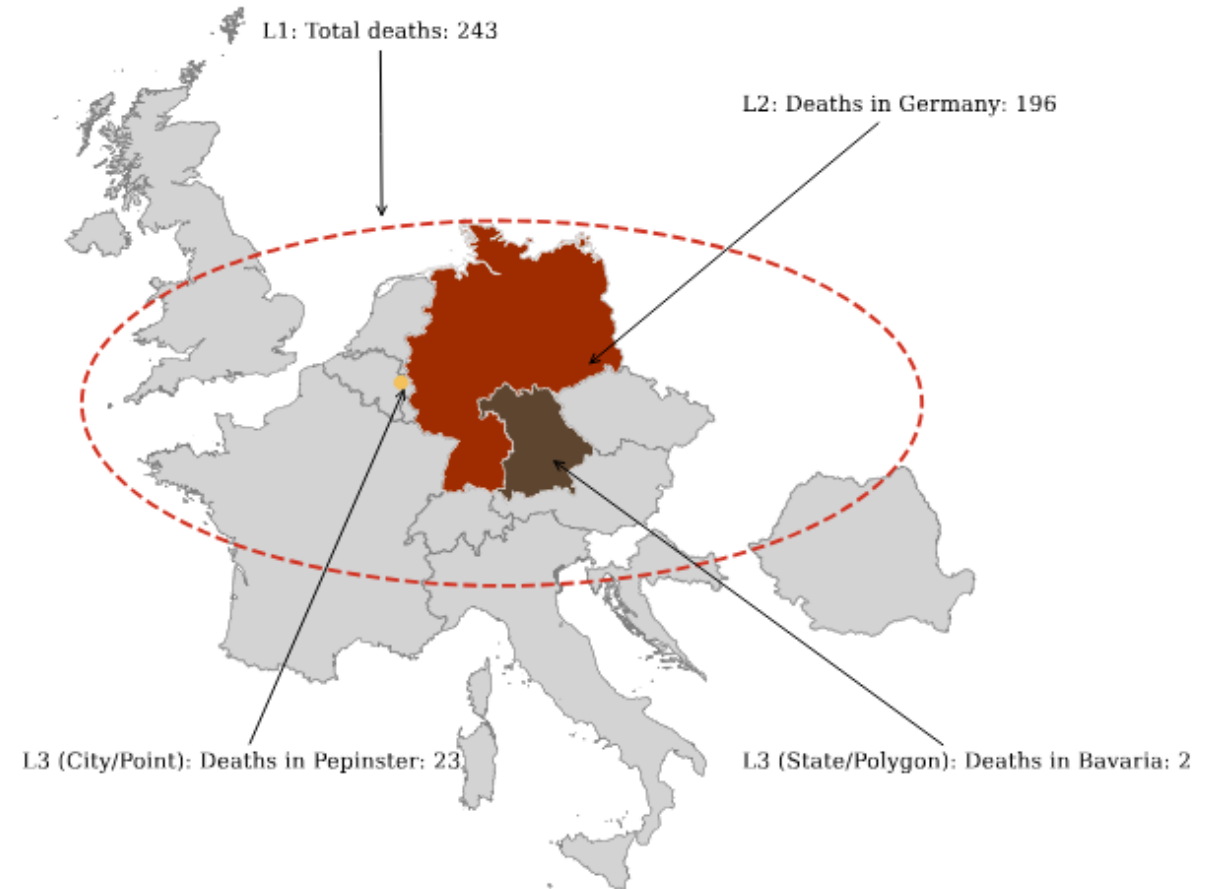 L1: Total deaths: 243
L2: Deaths in Germany: 196
L3 (City/Point): Deaths in Pepinster: 23
L3 (State/Polygon): Deaths in Bavaria: 2